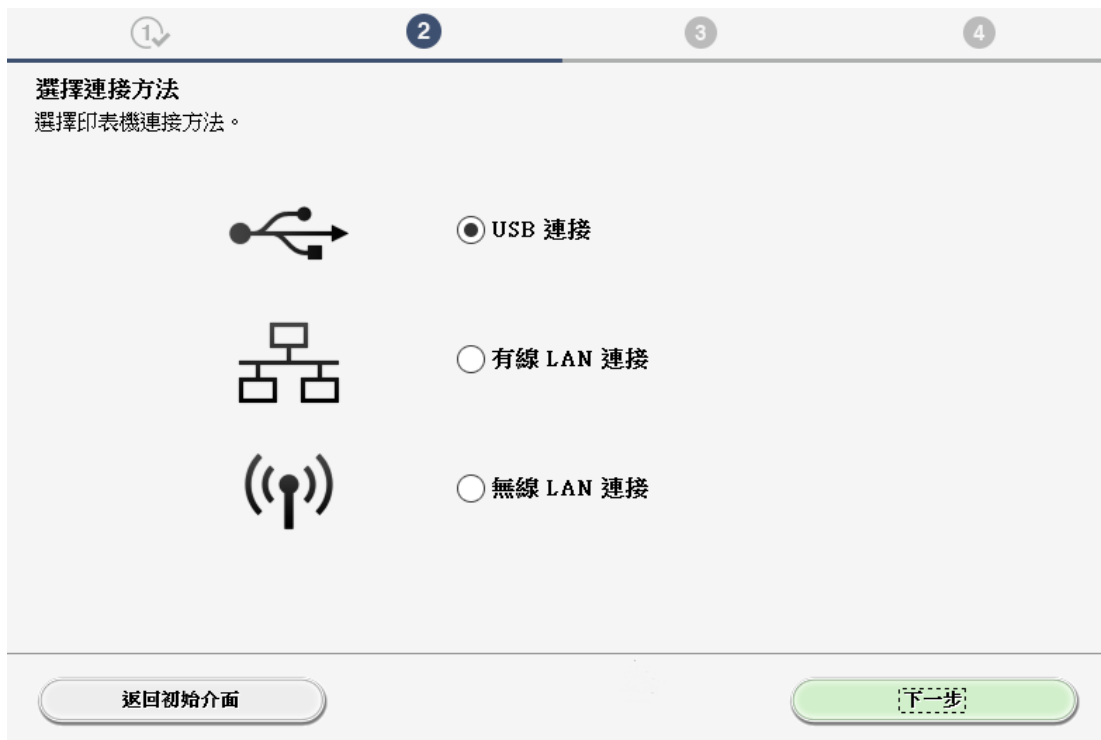 1 2 3 4
選擇連接方法
選擇印表機連接方法。
USB 連接
有線 LAN 連接
無線 LAN 連接
返回初始介面 下一步